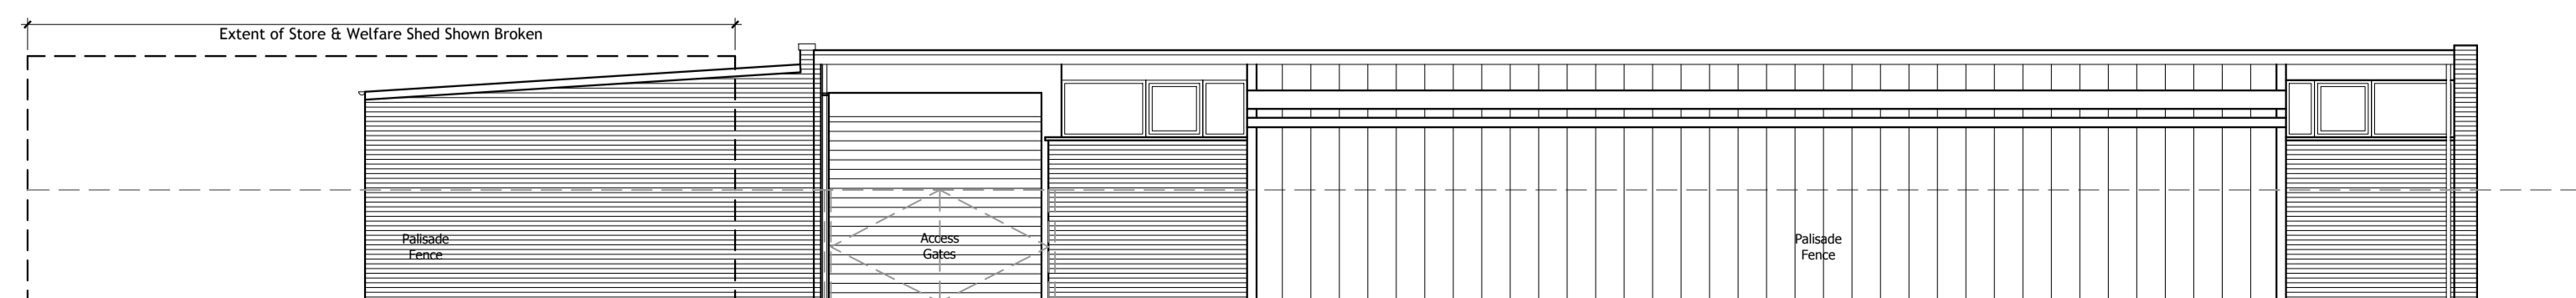 Extent of Store & Welfare Shed Shown Broken
Palisade
Fence
Access
Gates
Palisade
Fence